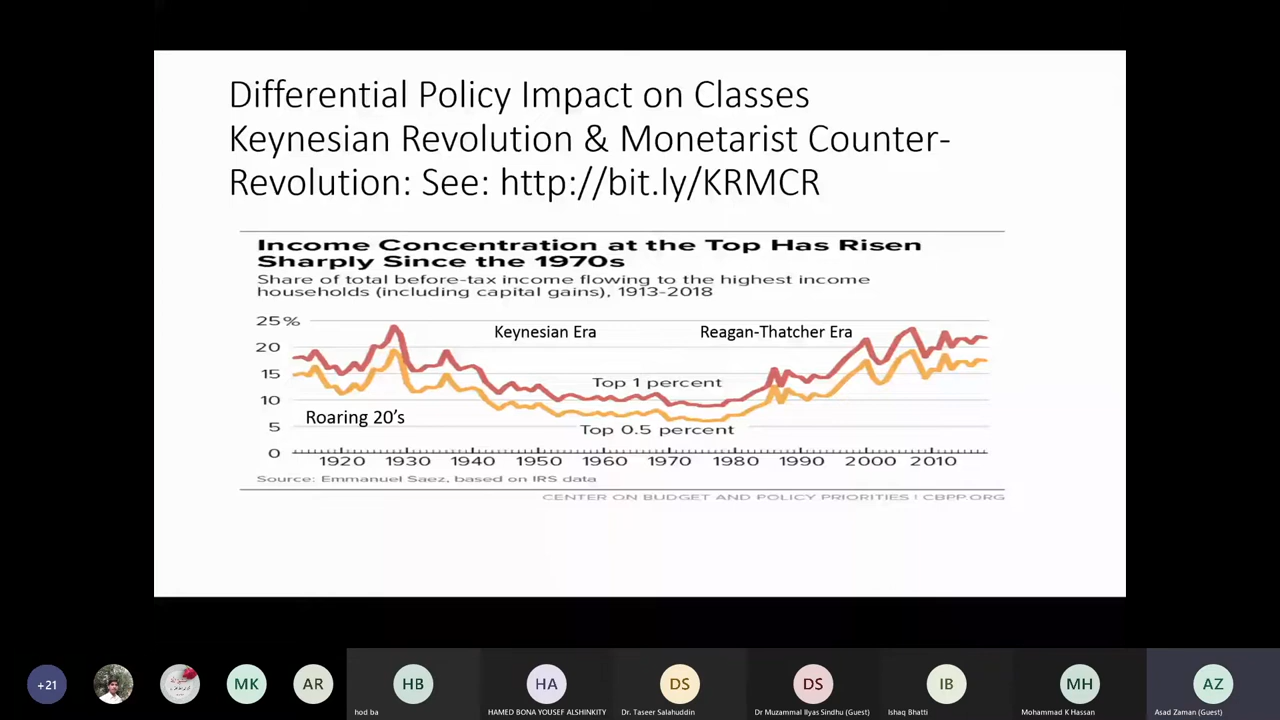 Differential Policy Impact on Classes
Keynesian Revolution & Monetarist Counter-
Revolution: See: http://bit.ly/KRMCR
Income Concentration at the Top Has Risen
Sharply Since the 1970s
Share of total before-tax income flowing to the highest income
households (including capital gains), 1913-2018
25%
Keynesian Era
Reagan-Thatcher Era
20
15
Top 1 percent
10
Roaring 20's
5
Top 0.5 percent
0
1920 1930 1940 1950 1960 1970 1980 1990 2000 2010
Source: Emmanuel Saez, based on IRS data
CENTER ON BUDGET AND POLICY PRIORITIES | CBPP.ORG
+21 MK AR HB HA DS DS IB MH AZ
hod ba
HAMED BONA YOUSEF ALSHINKITY
Dr. Taseer Salahuddin
Dr Muzammal Ilyas Sindhu (Guest)
Ishaq Bhatti
Mohammad K Hassan
Asad Zaman (Guest)